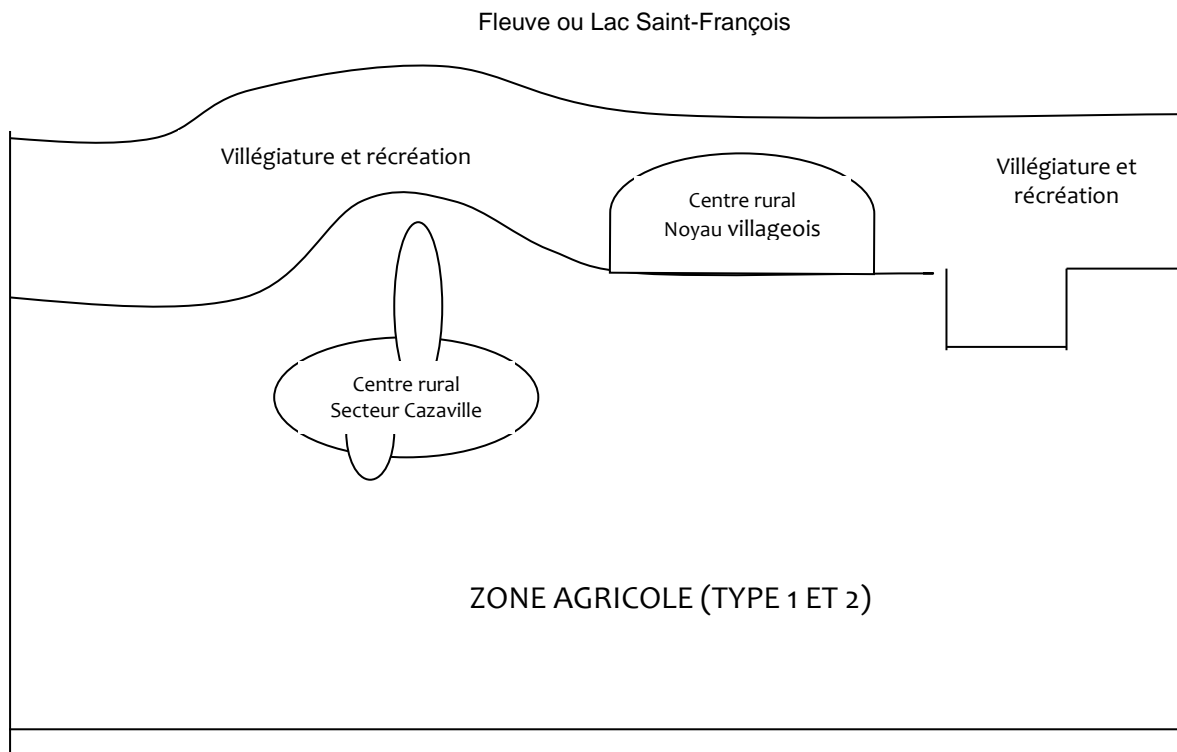 Fleuve ou Lac Saint-François
Villégiature et récréation
Centre rural
Noyau villageois
Villégiature et
récréation
Centre rural
Secteur Cazaville
ZONE AGRICOLE (TYPE 1 ET 2)